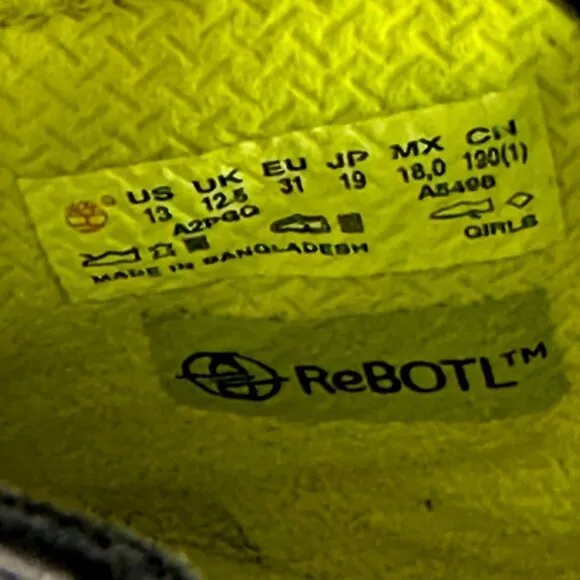 US UK EU JP MX CN
13 12.5 31 19 18,0 190(1)
A2PGQ A5498
MADE IN BANGLADESH GIRLS
ReBOTL™